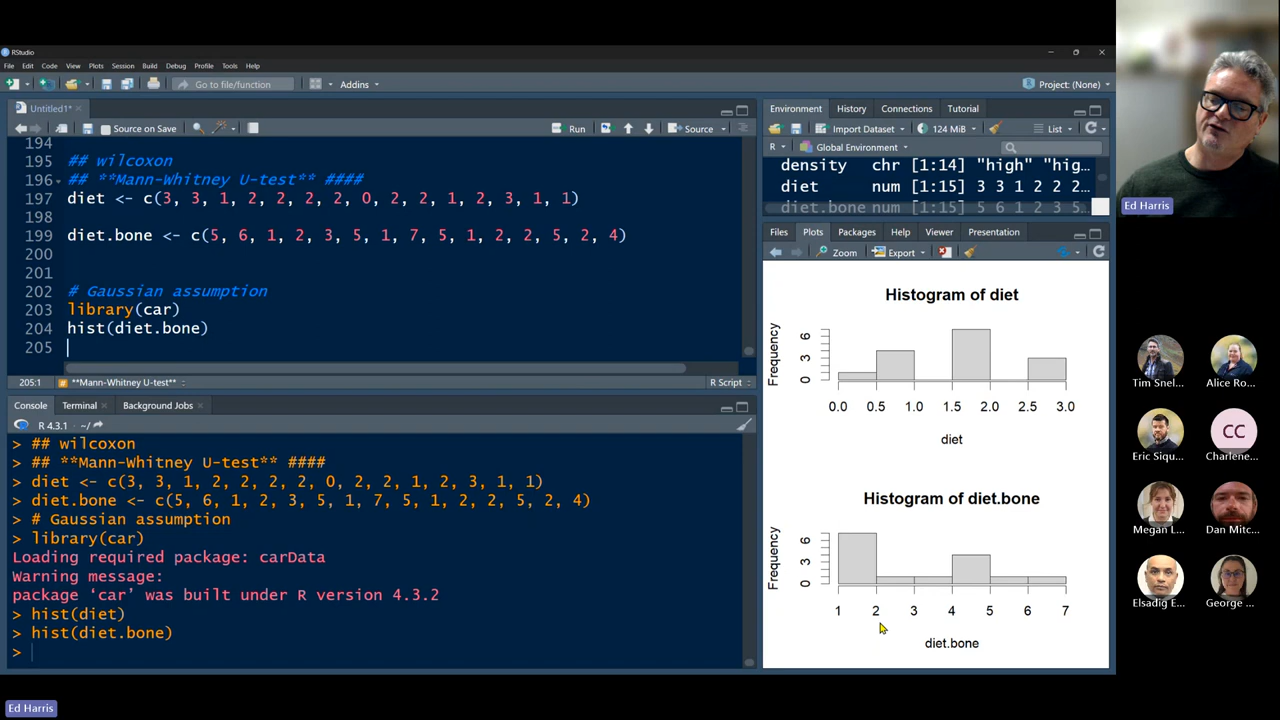 RStudio
File Edit Code View Plots Session Build Debug Profile Tools Help
Go to file/function Addins Project: (None)
Untitled1*
Source on Save Run Source
194
195 ## wilcoxon
196 ## **Mann-Whitney U-test** ####
197 diet <- c(3, 3, 1, 2, 2, 2, 2, 0, 2, 2, 1, 2, 3, 1, 1)
198
199 diet.bone <- c(5, 6, 1, 2, 3, 5, 1, 7, 5, 1, 2, 2, 5, 2, 4)
200
201
202 # Gaussian assumption
203 library(car)
204 hist(diet.bone)
205
205:1 **Mann-Whitney U-test** R Script
Console Terminal Background Jobs
R 4.3.1 · ~/
> ## wilcoxon
> ## **Mann-Whitney U-test** ####
> diet <- c(3, 3, 1, 2, 2, 2, 2, 0, 2, 2, 1, 2, 3, 1, 1)
> diet.bone <- c(5, 6, 1, 2, 3, 5, 1, 7, 5, 1, 2, 2, 5, 2, 4)
> # Gaussian assumption
> library(car)
Loading required package: carData
Warning message:
package ‘car’ was built under R version 4.3.2
> hist(diet)
> hist(diet.bone)
>
Environment History Connections Tutorial
Import Dataset 124 MiB List
R Global Environment
density chr [1:14] "high" "hig…
diet num [1:15] 3 3 1 2 2 2…
diet.bone num [1:15] 5 6 1 2 3 5…
Files Plots Packages Help Viewer Presentation
Zoom Export
Histogram of diet
Frequency
0 3 6
0.0 0.5 1.0 1.5 2.0 2.5 3.0
diet
Histogram of diet.bone
Frequency
0 3 6
1 2 3 4 5 6 7
diet.bone
Ed Harris
Tim Snel... Alice Ro...
CC
Eric Siqu... Charlene...
Megan L... Dan Mitc...
Elsadig E... George ...
Ed Harris